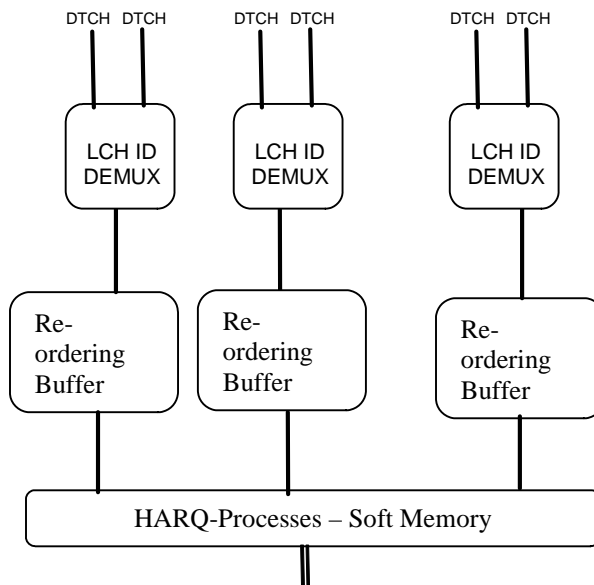 DTCH DTCH DTCH DTCH DTCH DTCH
LCH ID LCH ID LCH ID
DEMUX DEMUX DEMUX
Re-
ordering
Buffer
Re-
ordering
Buffer
Re-
ordering
Buffer
HARQ-Processes – Soft Memory